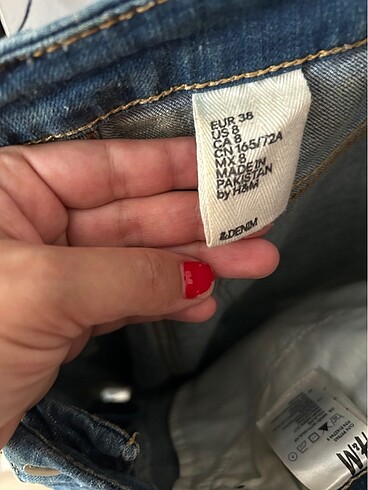 EUR 38
US 8
CA 8
CN 165/72A
MX 8
MADE IN
PAKISTAN
by H&M
&DENIM
H&M